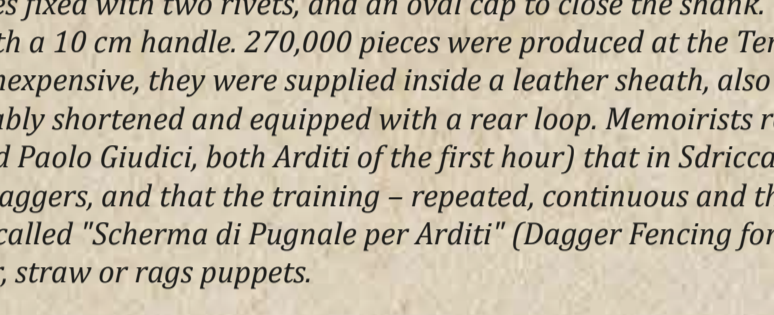 es fixed with two rivets, and an oval cap to close the shank.
th a 10 cm handle. 270,000 pieces were produced at the Ter
nexpensive, they were supplied inside a leather sheath, also
ably shortened and equipped with a rear loop. Memoirists r
d Paolo Giudici, both Arditi of the first hour) that in Sdricca
aggers, and that the training – repeated, continuous and th
called "Scherma di Pugnale per Arditi" (Dagger Fencing for
, straw or rags puppets.